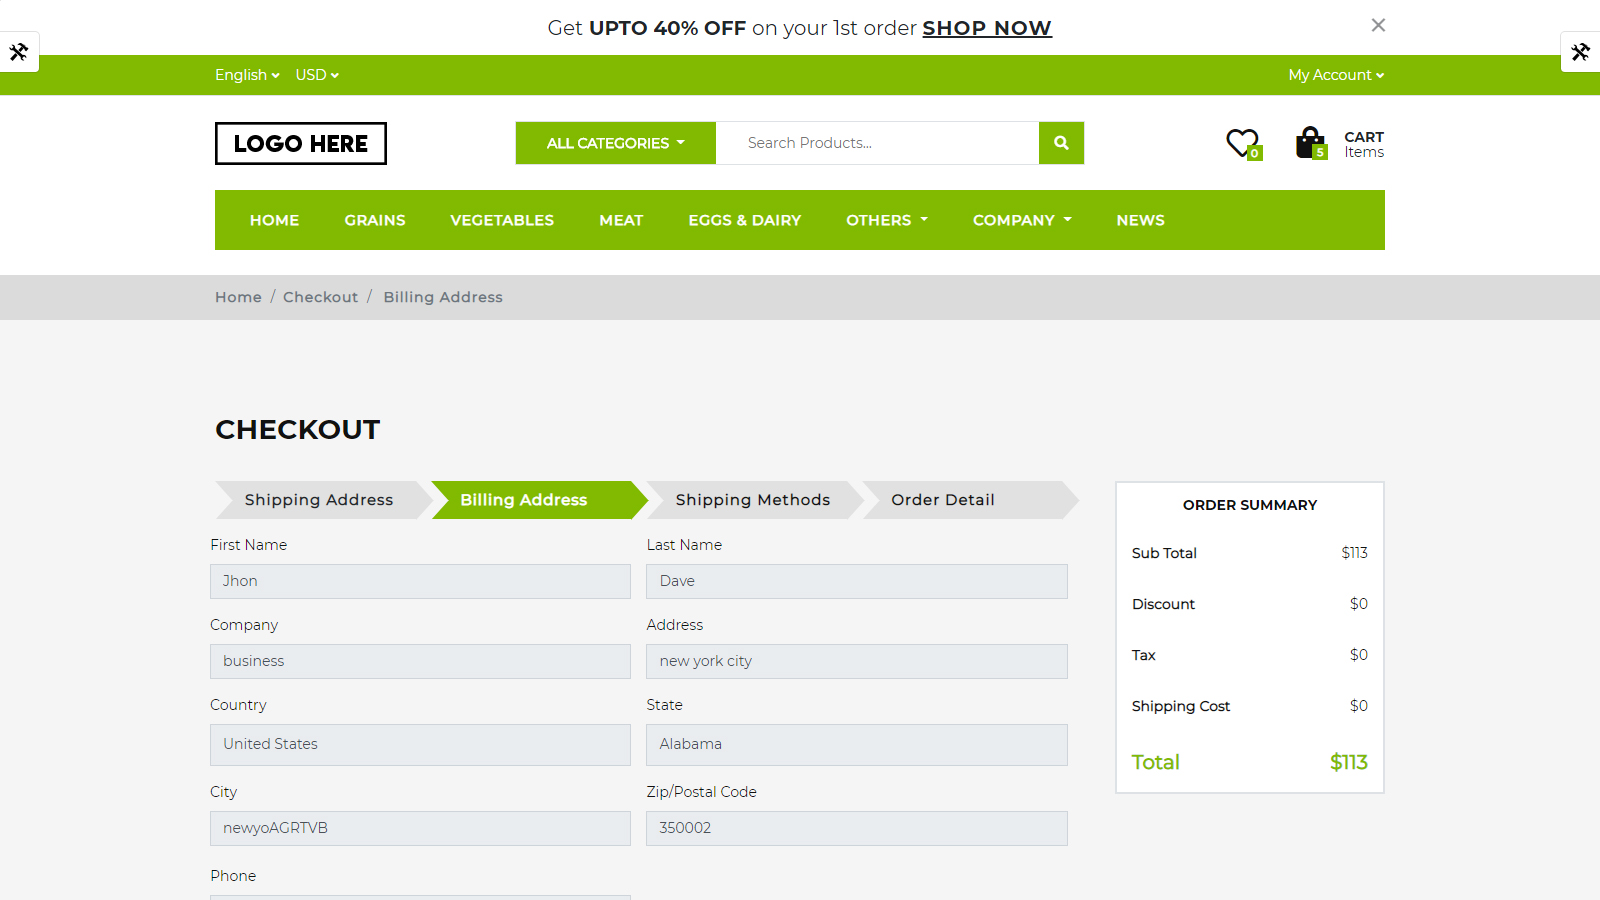 Get UPTO 40% OFF on your 1st order SHOP NOW
English USD My Account
LOGO HERE
ALL CATEGORIES Search Products... 0 5 CART
Items
HOME GRAINS VEGETABLES MEAT EGGS & DAIRY OTHERS COMPANY NEWS
Home / Checkout / Billing Address
CHECKOUT
Shipping Address Billing Address Shipping Methods Order Detail
First Name Last Name
Jhon Dave
Company Address
business new york city
Country State
United States Alabama
City Zip/Postal Code
newyoAGRTVB 350002
Phone
ORDER SUMMARY
Sub Total $113
Discount $0
Tax $0
Shipping Cost $0
Total $113